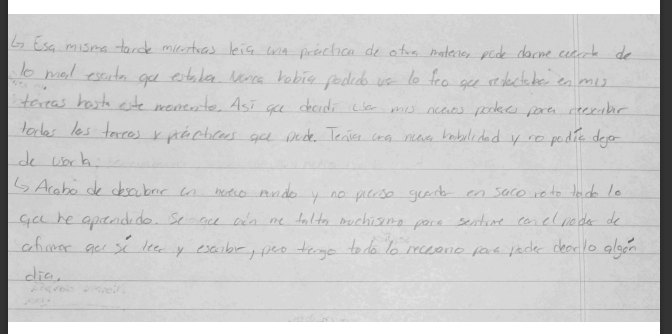 ↳ Esa misma tarde mientras leía una práctica de otra materia, pude darme cuenta de
lo mal escrita que estaba. Nunca había podido ver lo feo que redactaba en mis
tareas hasta este momento. Así que decidí usar mis nuevos poderes para reescribir
todas las tareas y prácticas que pude. Tenía una nueva habilidad y no podía dejar
de usarla.
↳ Acabo de descubrir un nuevo mundo y no pienso guardar en saco roto todo lo
que he aprendido. Se que aún me falta muchísimo para sentirme con el poder de
afirmar que sí leer y escribir, pero tengo todo lo necesario para poder decirlo algún
día.